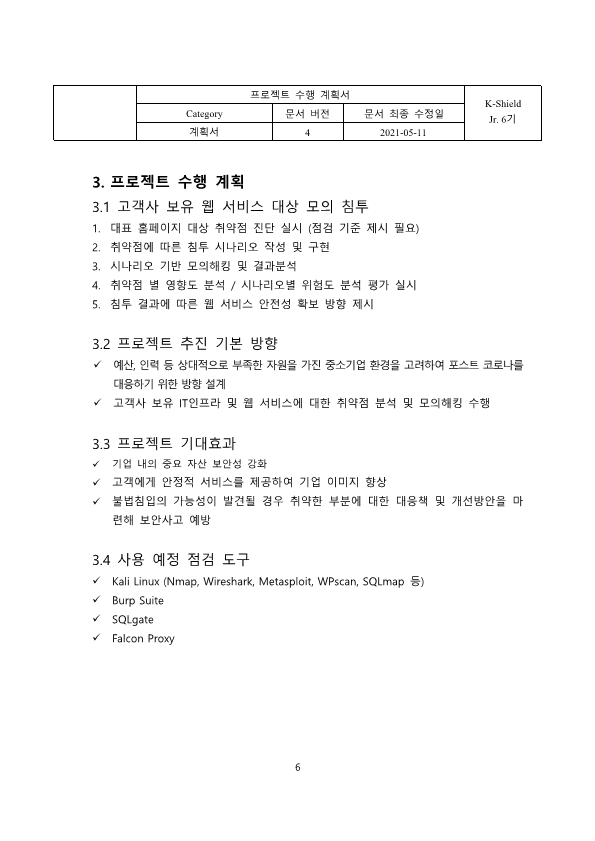 프로젝트 수행 계획서
Category 문서 버전 문서 최종 수정일
계획서 4 2021-05-11
K-Shield
Jr. 6기
3. 프로젝트 수행 계획
3.1 고객사 보유 웹 서비스 대상 모의 침투
1. 대표 홈페이지 대상 취약점 진단 실시 (점검 기준 제시 필요)
2. 취약점에 따른 침투 시나리오 작성 및 구현
3. 시나리오 기반 모의해킹 및 결과분석
4. 취약점 별 영향도 분석 / 시나리오별 위험도 분석 평가 실시
5. 침투 결과에 따른 웹 서비스 안전성 확보 방향 제시
3.2 프로젝트 추진 기본 방향
✓ 예산, 인력 등 상대적으로 부족한 자원을 가진 중소기업 환경을 고려하여 포스트 코로나를
대응하기 위한 방향 설계
✓ 고객사 보유 IT인프라 및 웹 서비스에 대한 취약점 분석 및 모의해킹 수행
3.3 프로젝트 기대효과
✓ 기업 내의 중요 자산 보안성 강화
✓ 고객에게 안정적 서비스를 제공하여 기업 이미지 향상
✓ 불법침입의 가능성이 발견될 경우 취약한 부분에 대한 대응책 및 개선방안을 마
련해 보안사고 예방
3.4 사용 예정 점검 도구
✓ Kali Linux (Nmap, Wireshark, Metasploit, WPscan, SQLmap 등)
✓ Burp Suite
✓ SQLgate
✓ Falcon Proxy
6